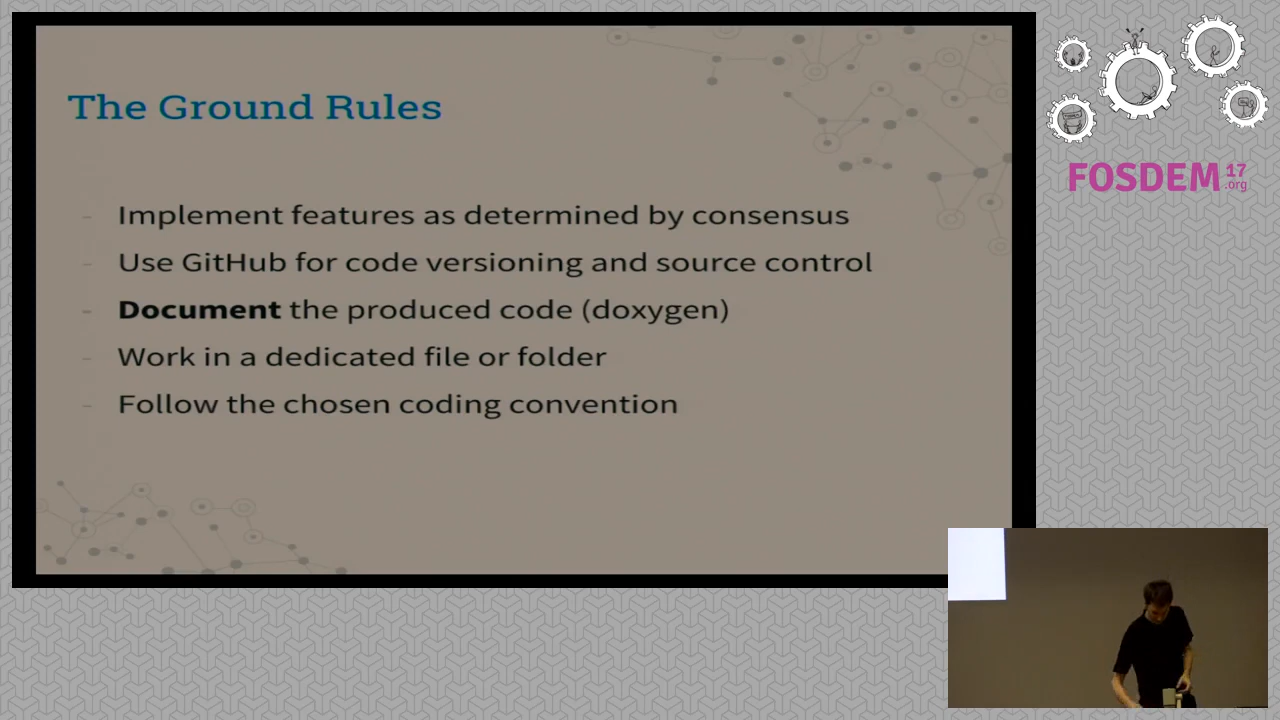 The Ground Rules
- Implement features as determined by consensus
- Use GitHub for code versioning and source control
- Document the produced code (doxygen)
- Work in a dedicated file or folder
- Follow the chosen coding convention
FOSDEM 17 .org